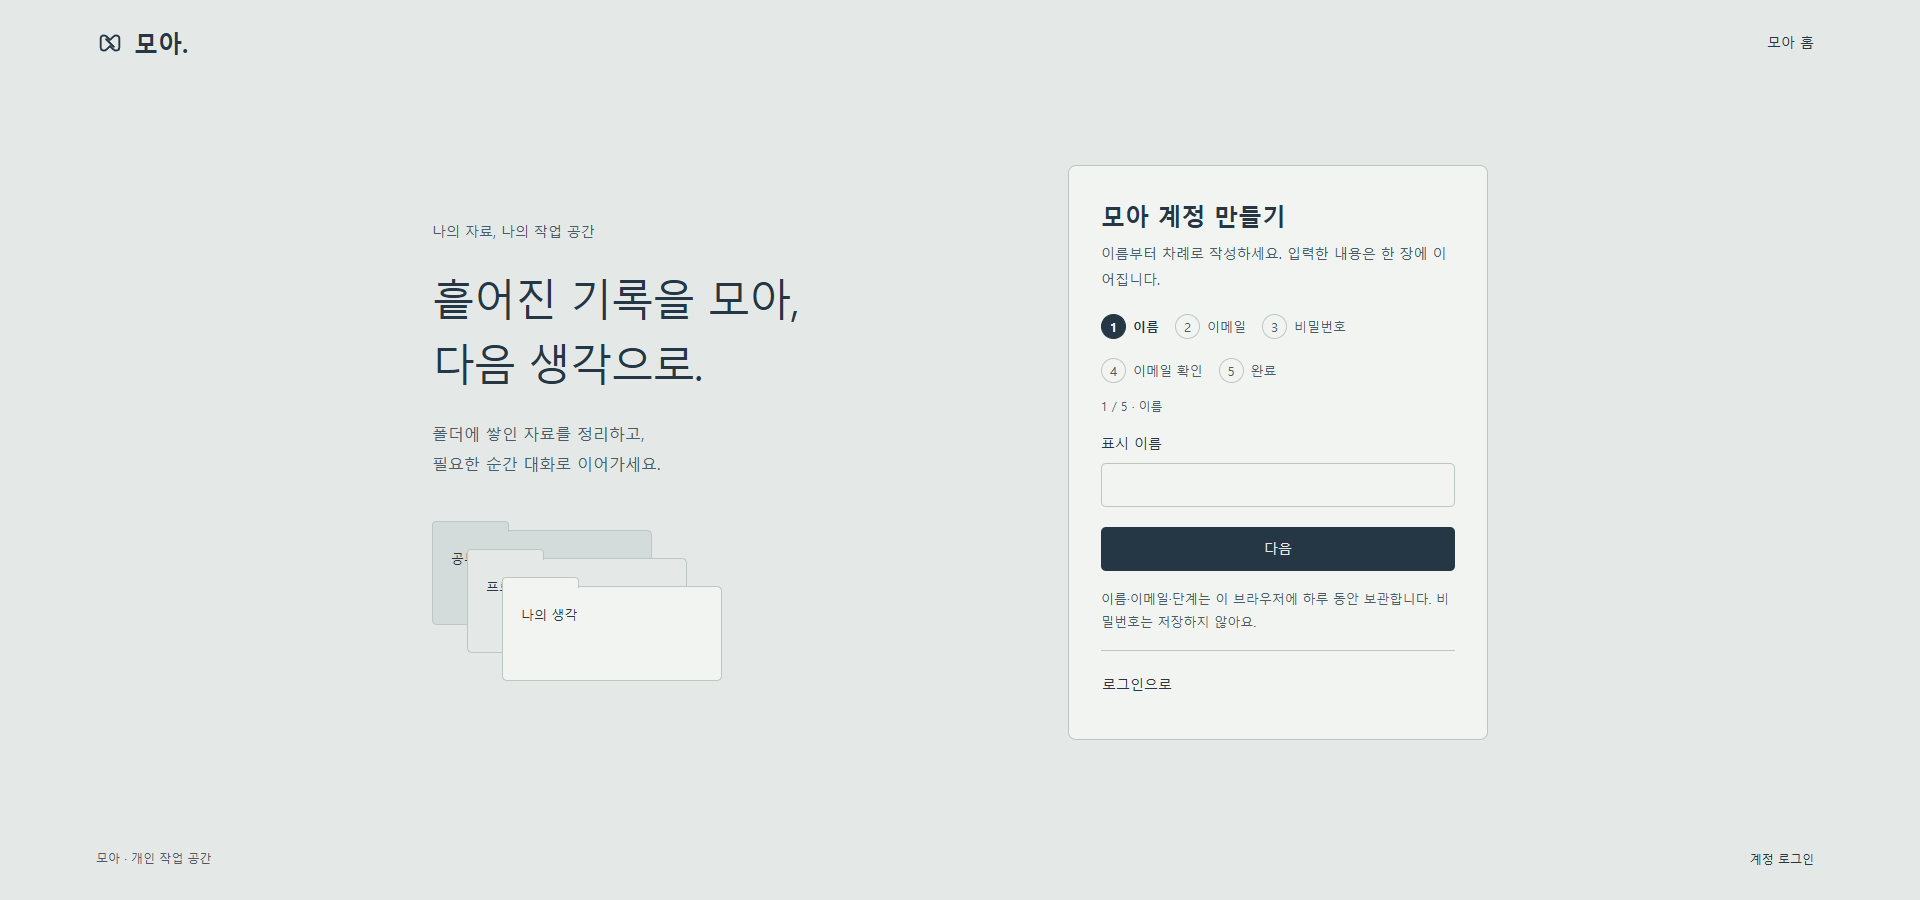 모아.
모아 홈
나의 자료, 나의 작업 공간
흩어진 기록을 모아,
다음 생각으로.
폴더에 쌓인 자료를 정리하고,
필요한 순간 대화로 이어가세요.
나의 생각
모아 계정 만들기
이름부터 차례로 작성하세요. 입력한 내용은 한 장에 이
어집니다.
1 이름 2 이메일 3 비밀번호
4 이메일 확인 5 완료
1 / 5 · 이름
표시 이름
다음
이름·이메일·단계는 이 브라우저에 하루 동안 보관합니다. 비
밀번호는 저장하지 않아요.
로그인으로
모아 · 개인 작업 공간
계정 로그인